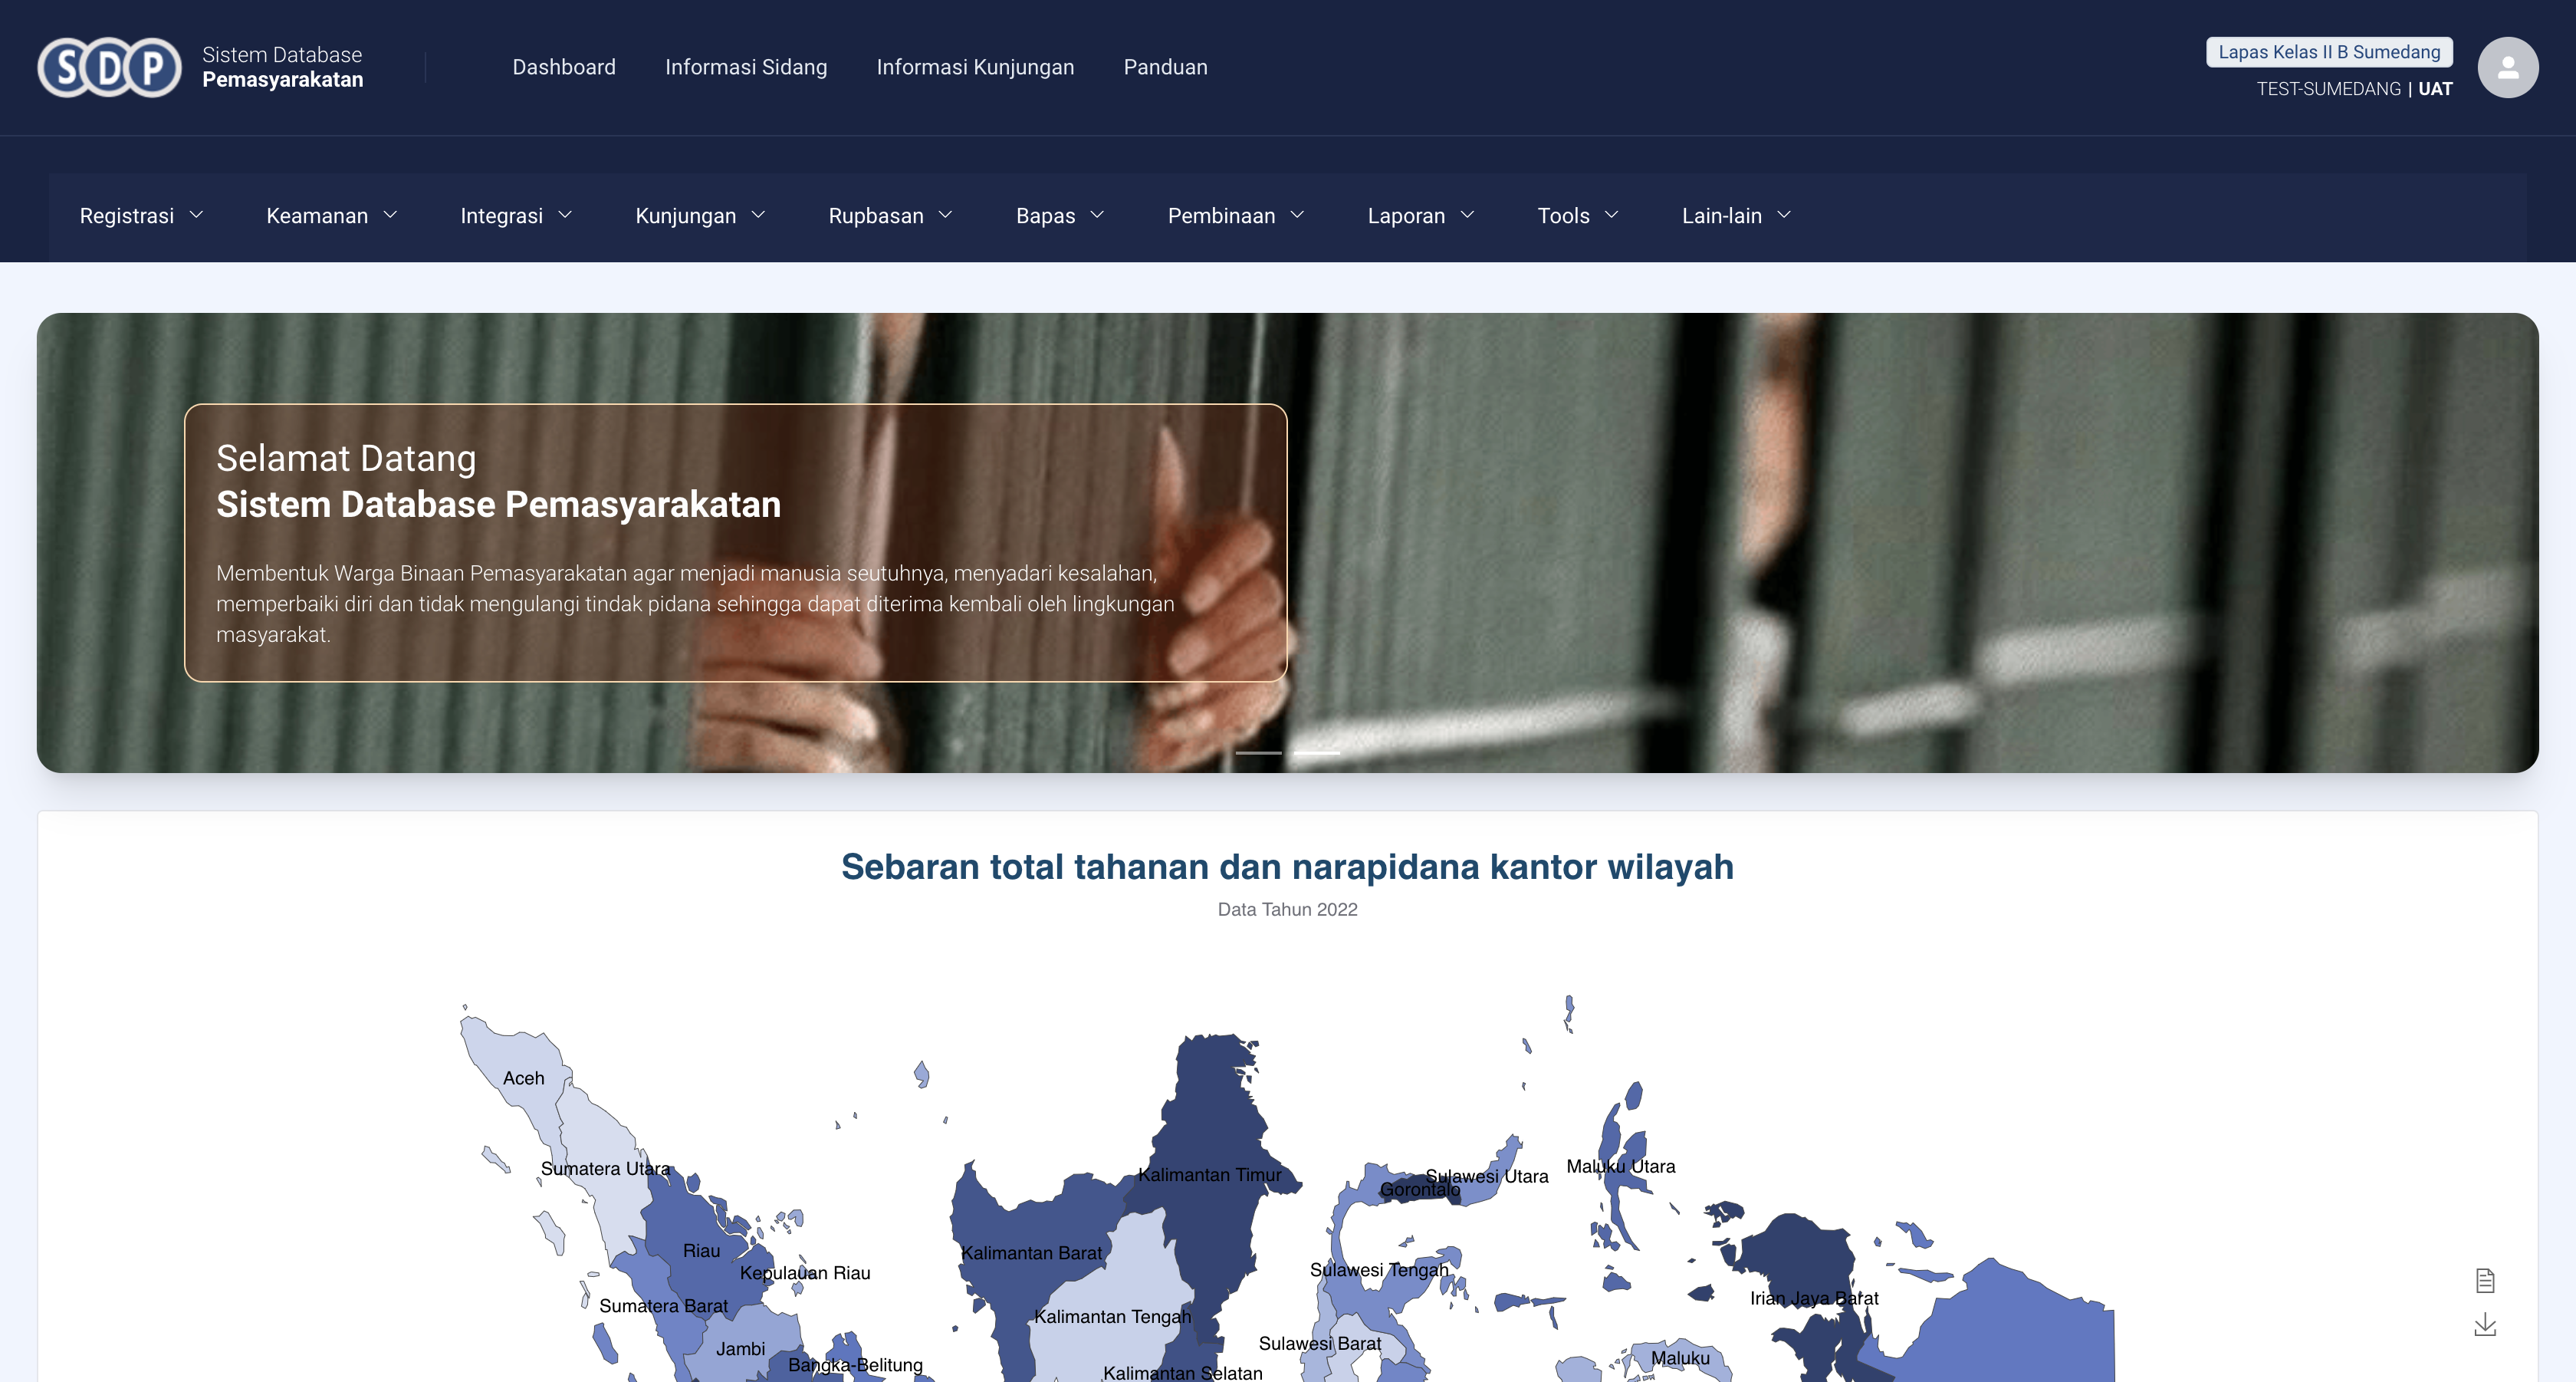 SDP
Sistem Database
Pemasyarakatan
Dashboard
Informasi Sidang
Informasi Kunjungan
Panduan
Lapas Kelas II B Sumedang
TEST-SUMEDANG | UAT
Registrasi
Keamanan
Integrasi
Kunjungan
Rupbasan
Bapas
Pembinaan
Laporan
Tools
Lain-lain
Selamat Datang
Sistem Database Pemasyarakatan
Membentuk Warga Binaan Pemasyarakatan agar menjadi manusia seutuhnya, menyadari kesalahan,
memperbaiki diri dan tidak mengulangi tindak pidana sehingga dapat diterima kembali oleh lingkungan
masyarakat.
Sebaran total tahanan dan narapidana kantor wilayah
Data Tahun 2022
Aceh
Sumatera Utara
Kalimantan Timur
Sulawesi Utara
Maluku Utara
Gorontalo
Riau
Kalimantan Barat
Kepulauan Riau
Sulawesi Tengah
Irian Jaya Barat
Sumatera Barat
Kalimantan Tengah
Sulawesi Barat
Jambi
Maluku
Bangka-Belitung
Kalimantan Selatan